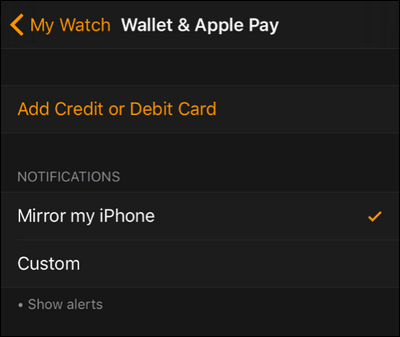 My Watch Wallet & Apple Pay
Add Credit or Debit Card
NOTIFICATIONS
Mirror my iPhone
Custom
• Show alerts